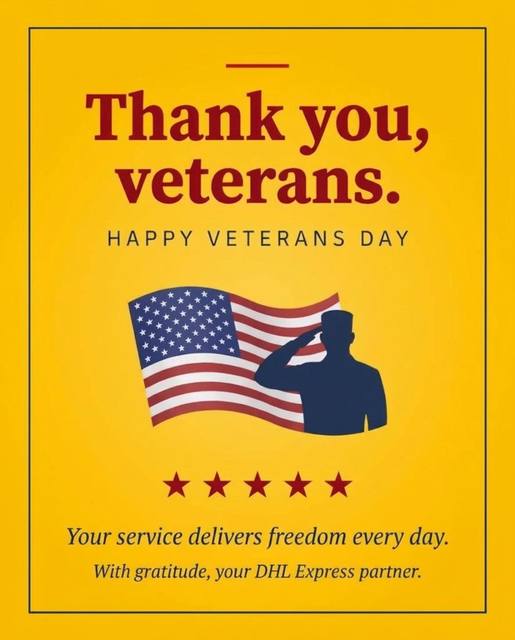 Thank you,
veterans.
HAPPY VETERANS DAY
Your service delivers freedom every day.
With gratitude, your DHL Express partner.